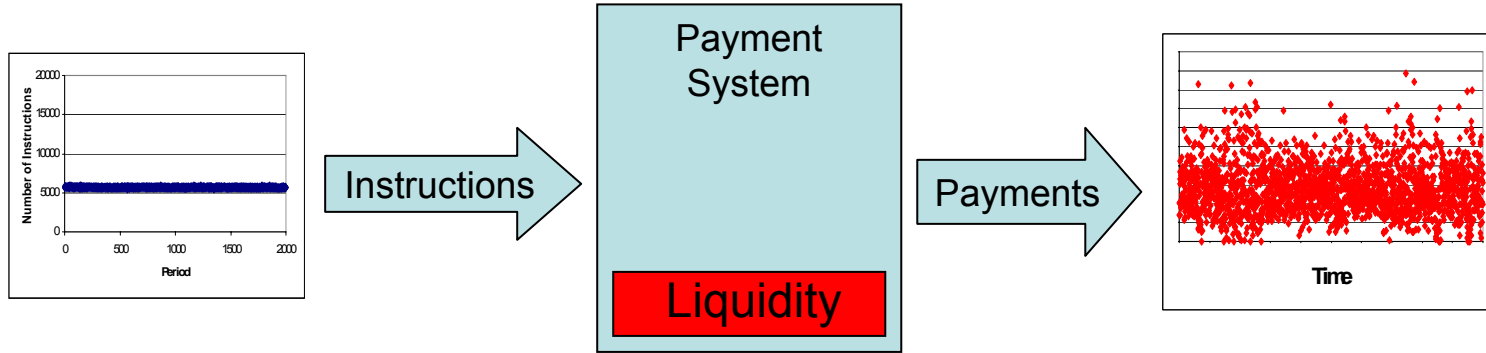 Number of Instructions
20000
15000
10000
5000
0
0 500 1000 1500 2000
Period
Instructions
Payment
System
Liquidity
Payments
Time